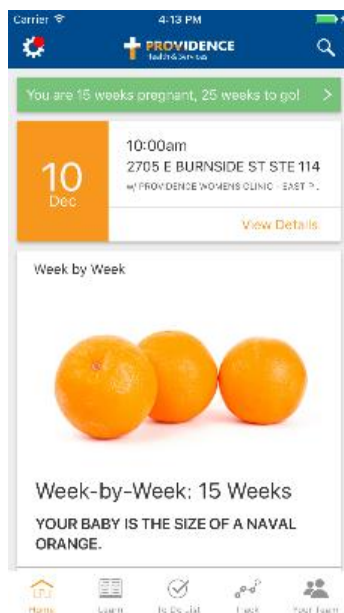 Carrier
4:13 PM
PROVIDENCE
Health & Services
You are 15 weeks pregnant, 25 weeks to go!
10:00am
2705 E BURNSIDE ST STE 114
10
Dec
w/ PROVIDENCE WOMENS CLINIC - EAST P..
View Details
Week by Week
Week-by-Week: 15 Weeks
YOUR BABY IS THE SIZE OF A NAVAL
ORANGE.
Home
Learn
To Do List
Track
Your Team